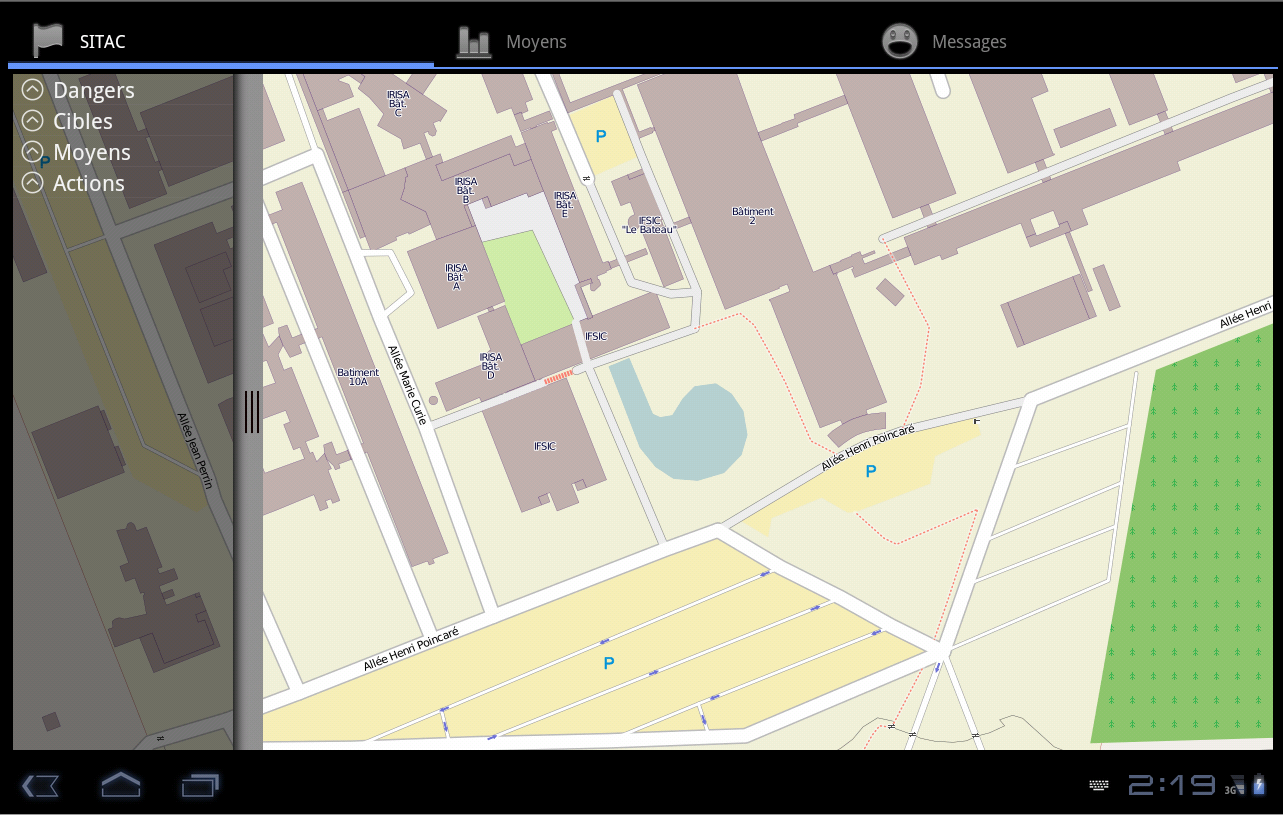 SITAC
Moyens
Messages
Dangers
Cibles
Moyens
Actions
P
Allée Jean Perrin
IRISA
Bât.
C
P
IRISA
Bât.
B
IRISA
Bât.
E
IFSIC
"Le Bateau"
Bâtiment
2
IRISA
Bât.
A
Allée Henri
IFSIC
IRISA
Bât.
D
Batiment
10A
Allée Marie Curie
IFSIC
Allée Henri Poincaré
P
Allée Henri Poincaré
P
2:19
3G